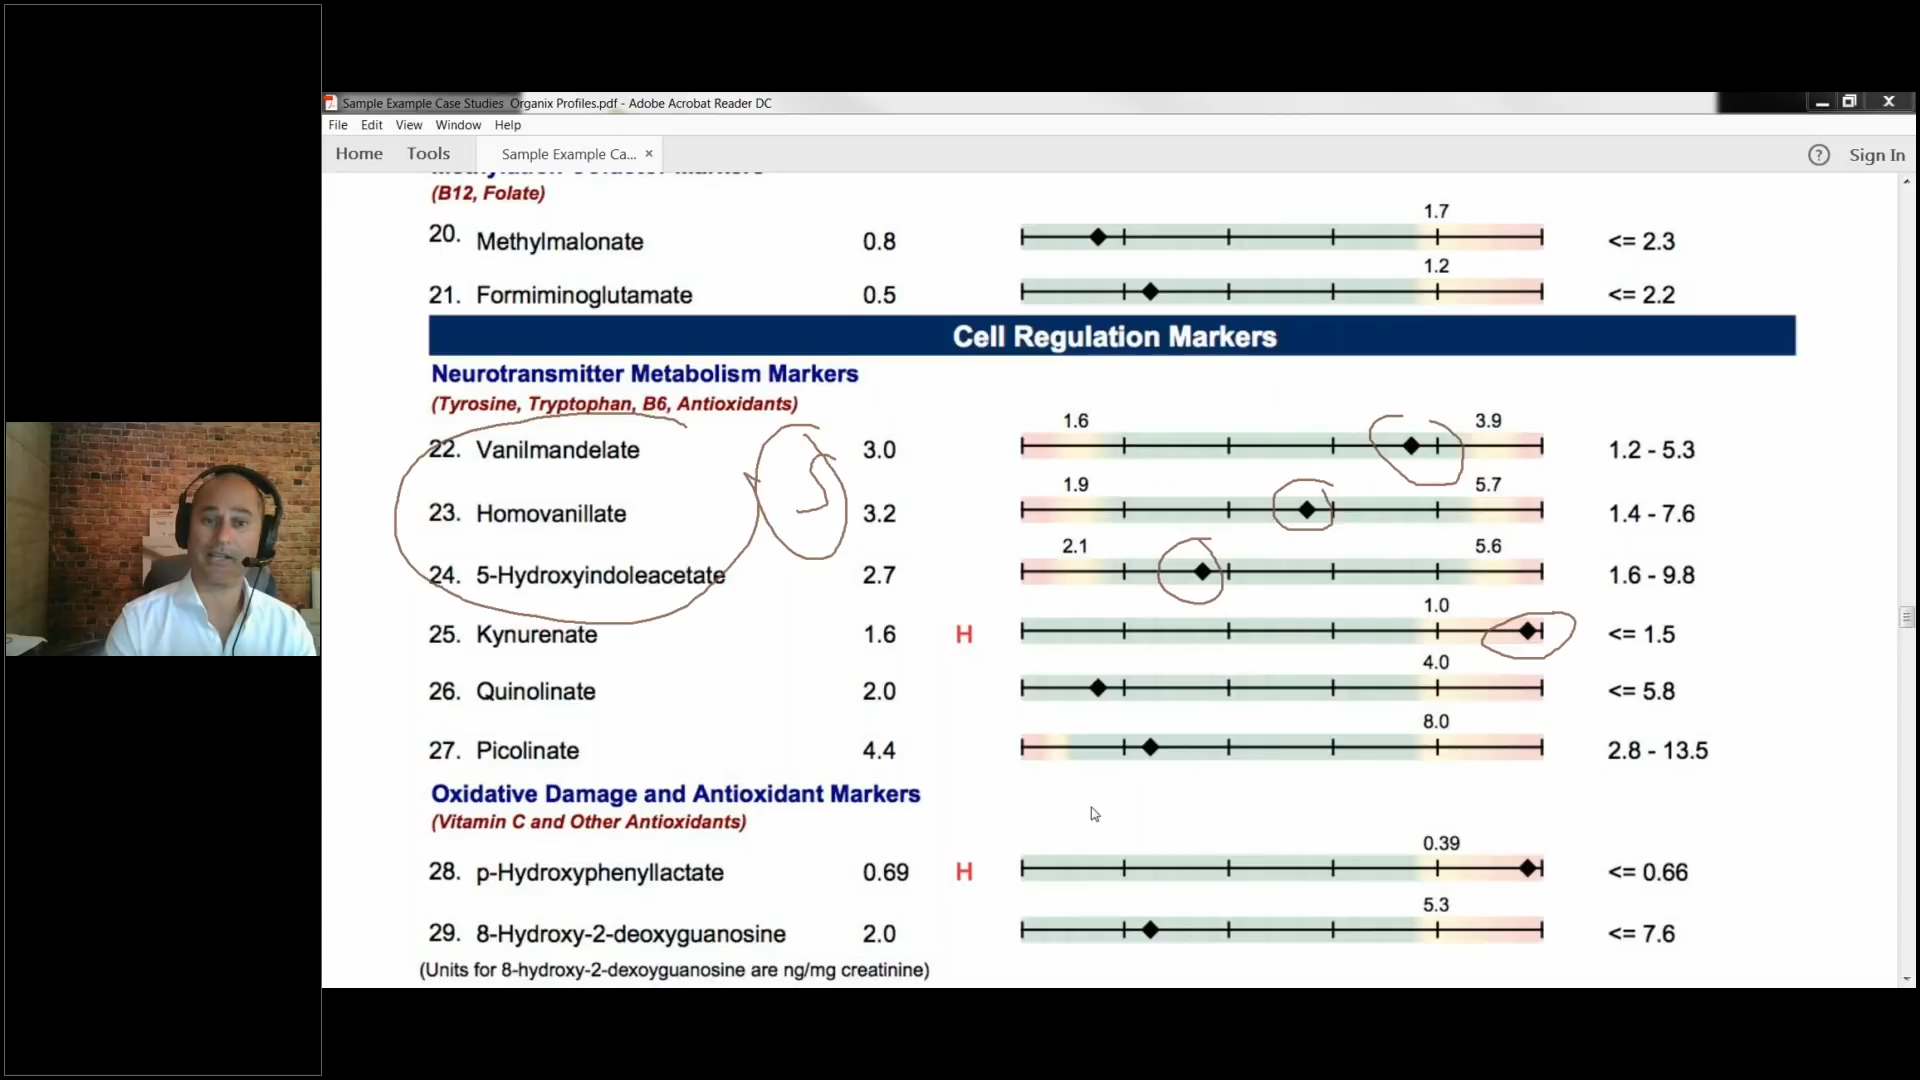 Sample Example Case Studies  Organix Profiles.pdf - Adobe Acrobat Reader DC
File Edit View Window Help
Home Tools Sample Example Ca... × ? Sign In
(B12, Folate)
1.7
20. Methylmalonate 0.8 <= 2.3
1.2
21. Formiminoglutamate 0.5 <= 2.2
Cell Regulation Markers
Neurotransmitter Metabolism Markers
(Tyrosine, Tryptophan, B6, Antioxidants)
1.6 3.9
22. Vanilmandelate 3.0 1.2 - 5.3
1.9 5.7
23. Homovanillate 3.2 1.4 - 7.6
2.1 5.6
24. 5-Hydroxyindoleacetate 2.7 1.6 - 9.8
1.0
25. Kynurenate 1.6 H <= 1.5
4.0
26. Quinolinate 2.0 <= 5.8
8.0
27. Picolinate 4.4 2.8 - 13.5
Oxidative Damage and Antioxidant Markers
(Vitamin C and Other Antioxidants)
0.39
28. p-Hydroxyphenyllactate 0.69 H <= 0.66
5.3
29. 8-Hydroxy-2-deoxyguanosine 2.0 <= 7.6
(Units for 8-hydroxy-2-dexoyguanosine are ng/mg creatinine)